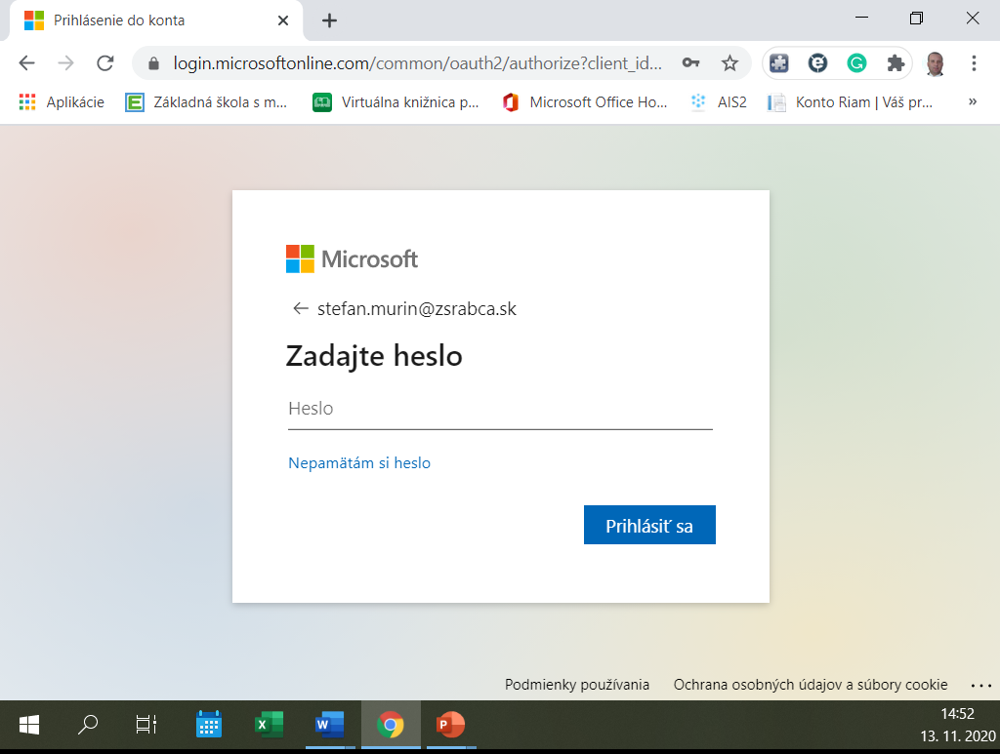 Prihlásenie do konta
login.microsoftonline.com/common/oauth2/authorize?client_id...
Aplikácie
Základná škola s m...
Virtuálna knižnica p...
Microsoft Office Ho...
AIS2
Konto Riam | Váš pr...
»
Microsoft
stefan.murin@zsrabca.sk
Zadajte heslo
Heslo
Nepamätám si heslo
Prihlásiť sa
Podmienky používania
Ochrana osobných údajov a súbory cookie
14:52
13. 11. 2020